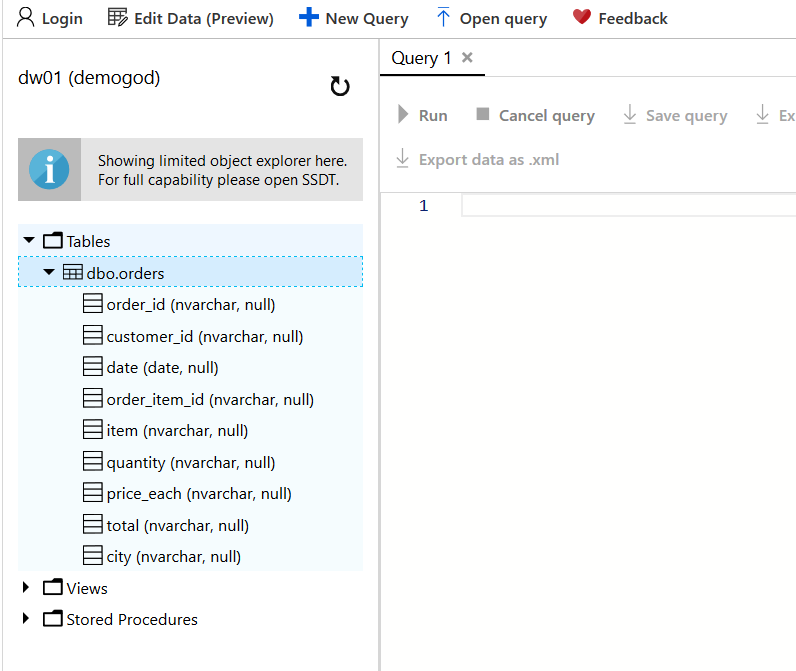 Login Edit Data (Preview) New Query Open query Feedback
dw01 (demogod)
Showing limited object explorer here.
For full capability please open SSDT.
Tables
dbo.orders
order_id (nvarchar, null)
customer_id (nvarchar, null)
date (date, null)
order_item_id (nvarchar, null)
item (nvarchar, null)
quantity (nvarchar, null)
price_each (nvarchar, null)
total (nvarchar, null)
city (nvarchar, null)
Views
Stored Procedures
Query 1
Run Cancel query Save query Ex
Export data as .xml
1